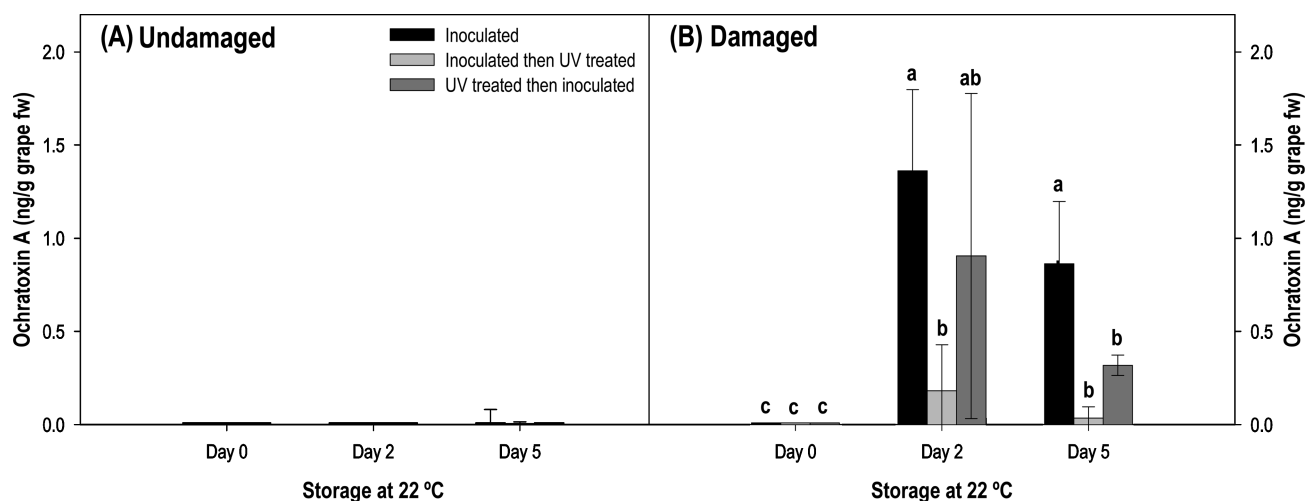 (A) Undamaged
Inoculated
Inoculated then UV treated
UV treated then inoculated
Ochratoxin A (ng/g grape fw)
2.0
1.5
1.0
0.5
0.0
Day 0
Day 2
Day 5
Storage at 22 ºC
(B) Damaged
a
ab
b
a
b
b
c c c
Day 0
Day 2
Day 5
Storage at 22 ºC
2.0
1.5
1.0
0.5
0.0
Ochratoxin A (ng/g grape fw)